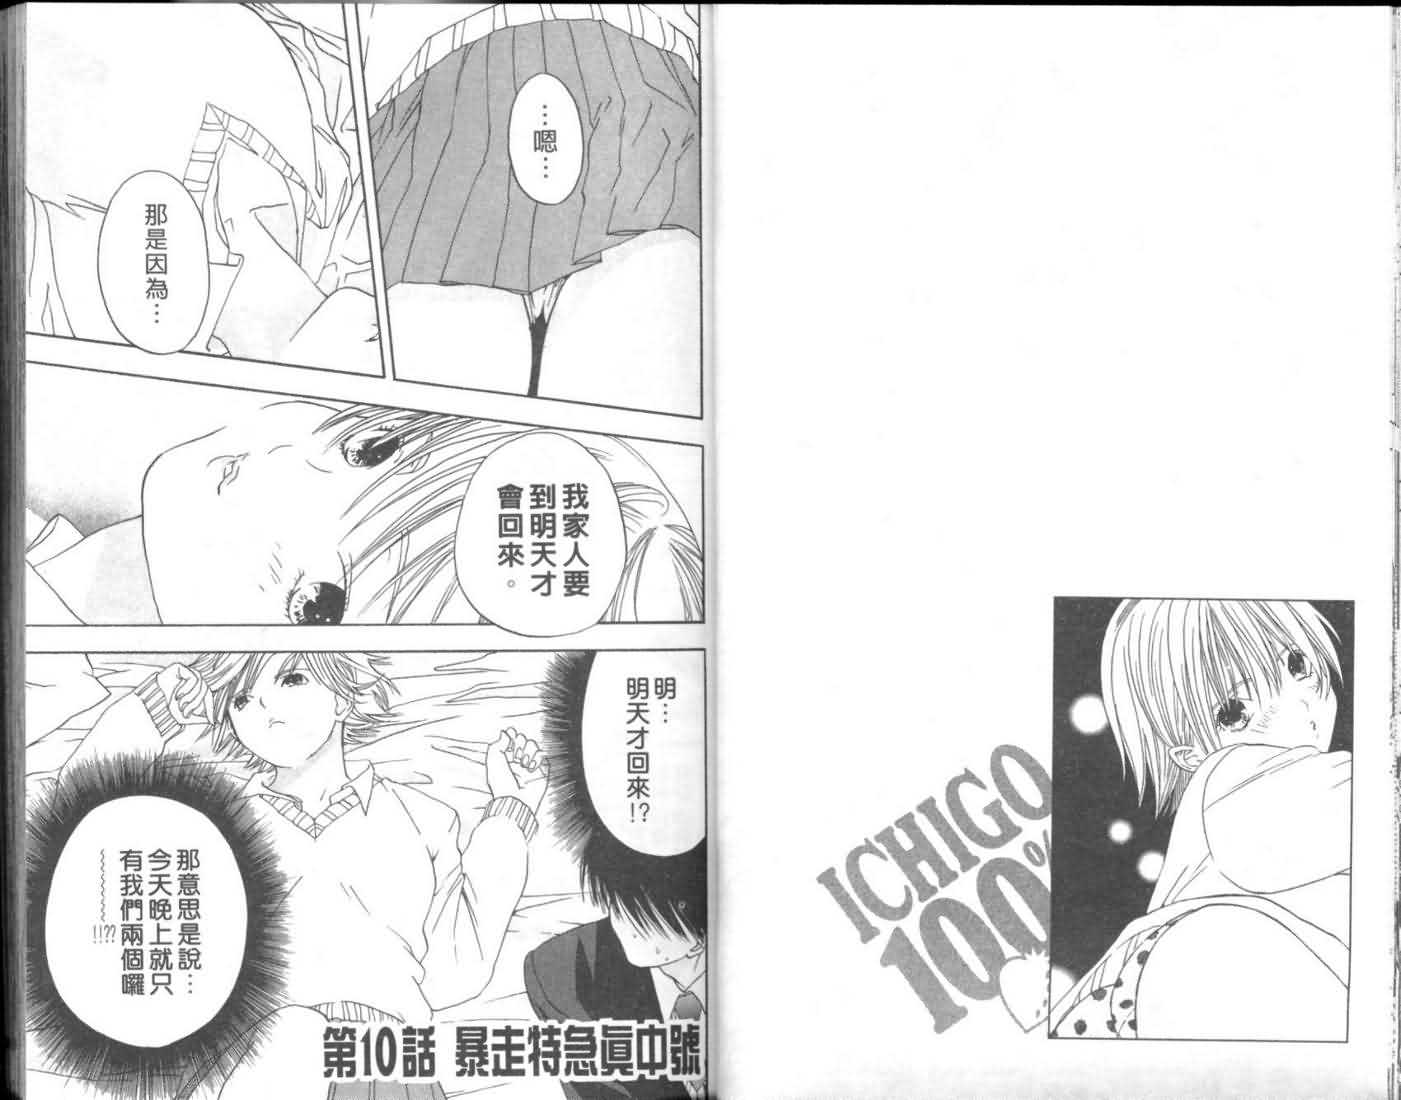 ICHIGO
100%
…嗯…
那是因為…
我家人要
到明天才
會回來。
明…
明天才回來!?
那意思是說…
今天晚上就只
有我們兩個囉
~~~~~~!!??
第10話 暴走特急眞中號